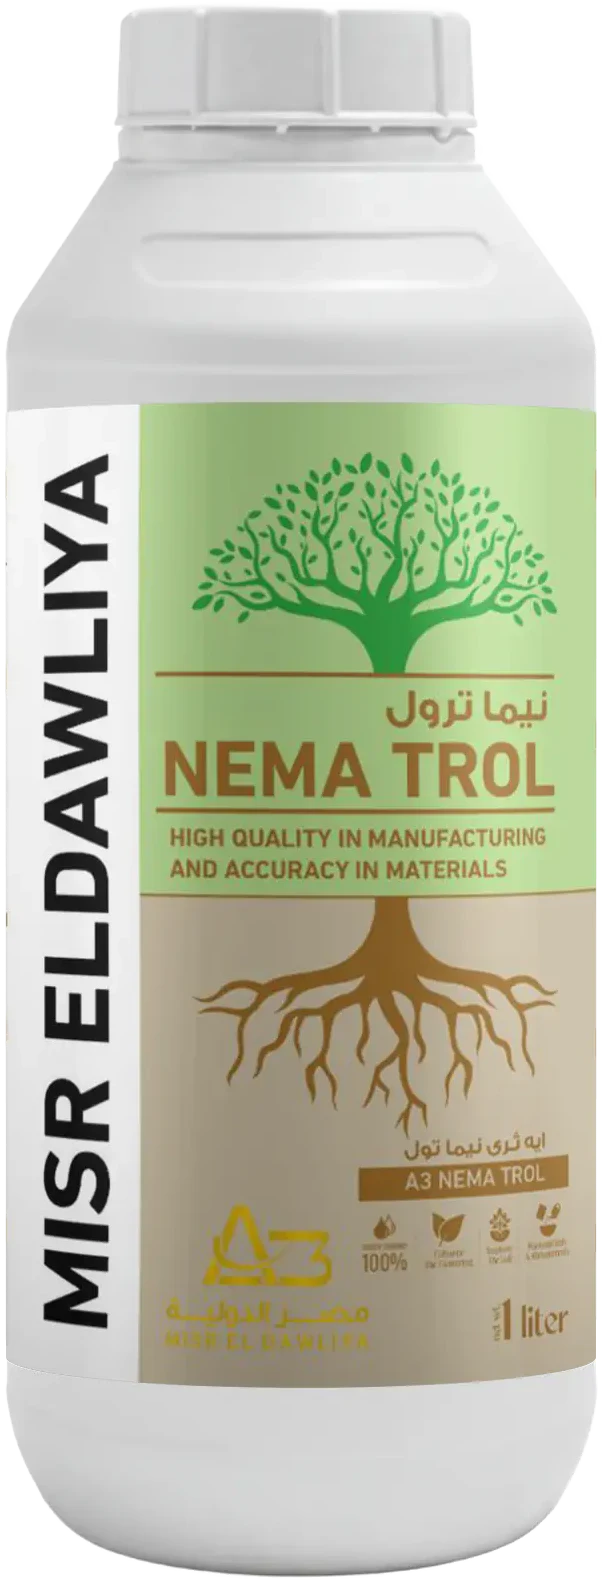 MISR ELDAWLIYA
نيما ترول
NEMA TROL
HIGH QUALITY IN MANUFACTURING
AND ACCURACY IN MATERIALS
ايه ثرى نيما تول
A3 NEMA TROL
100%
A3
مصر الدولية
MISR EL DAWLIYA
1 liter